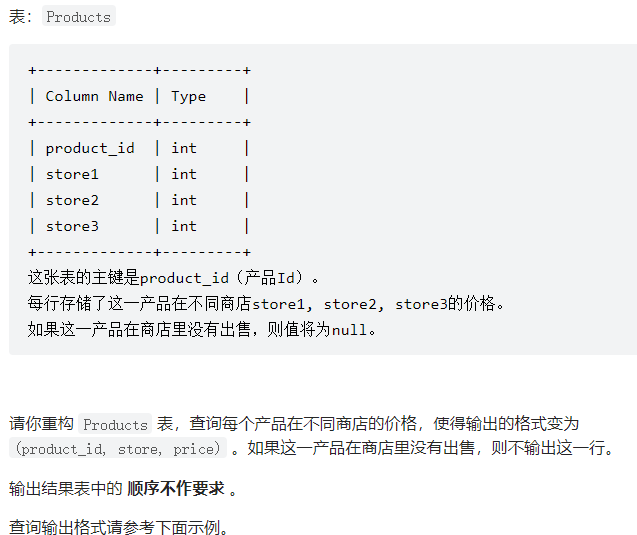 表：Products
+-------------+---------+
| Column Name | Type    |
+-------------+---------+
| product_id  | int     |
| store1      | int     |
| store2      | int     |
| store3      | int     |
+-------------+---------+
这张表的主键是product_id（产品Id）。
每行存储了这一产品在不同商店store1, store2, store3的价格。
如果这一产品在商店里没有出售，则值将为null。
请你重构 Products 表，查询每个产品在不同商店的价格，使得输出的格式变为
(product_id, store, price) 。如果这一产品在商店里没有出售，则不输出这一行。
输出结果表中的 顺序不作要求 。
查询输出格式请参考下面示例。